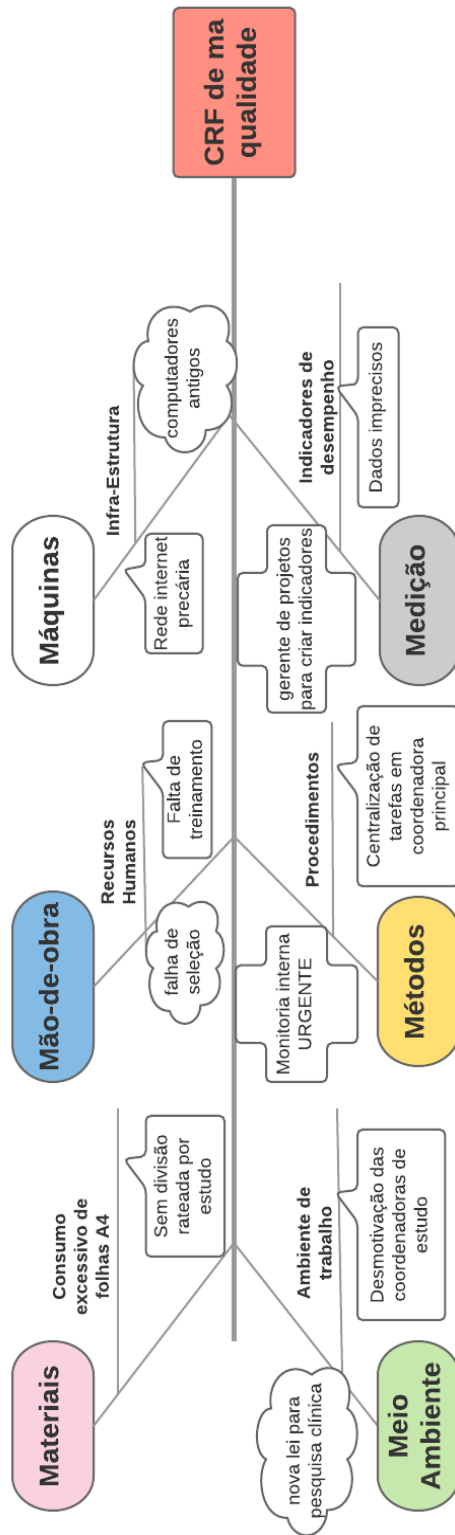 Materiais
Mão-de-obra
Máquinas
Consumo
excessivo de
folhas A4
Sem divisão
rateada por
estudo
Recursos
Humanos
Falta de
treinamento
falha de
seleção
Infra-Estrutura
computadores
antigos
Rede internet
precária
CRF de ma
qualidade
nova lei para
pesquisa clínica
Ambiente de
trabalho
Desmotivação das
coordenadoras de
estudo
Monitoria interna
URGENTE
Procedimentos
Centralização de
tarefas em
coordenadora
principal
gerente de projetos
para criar indicadores
Indicadores de
desempenho
Dados imprecisos
Meio
Ambiente
Métodos
Medição